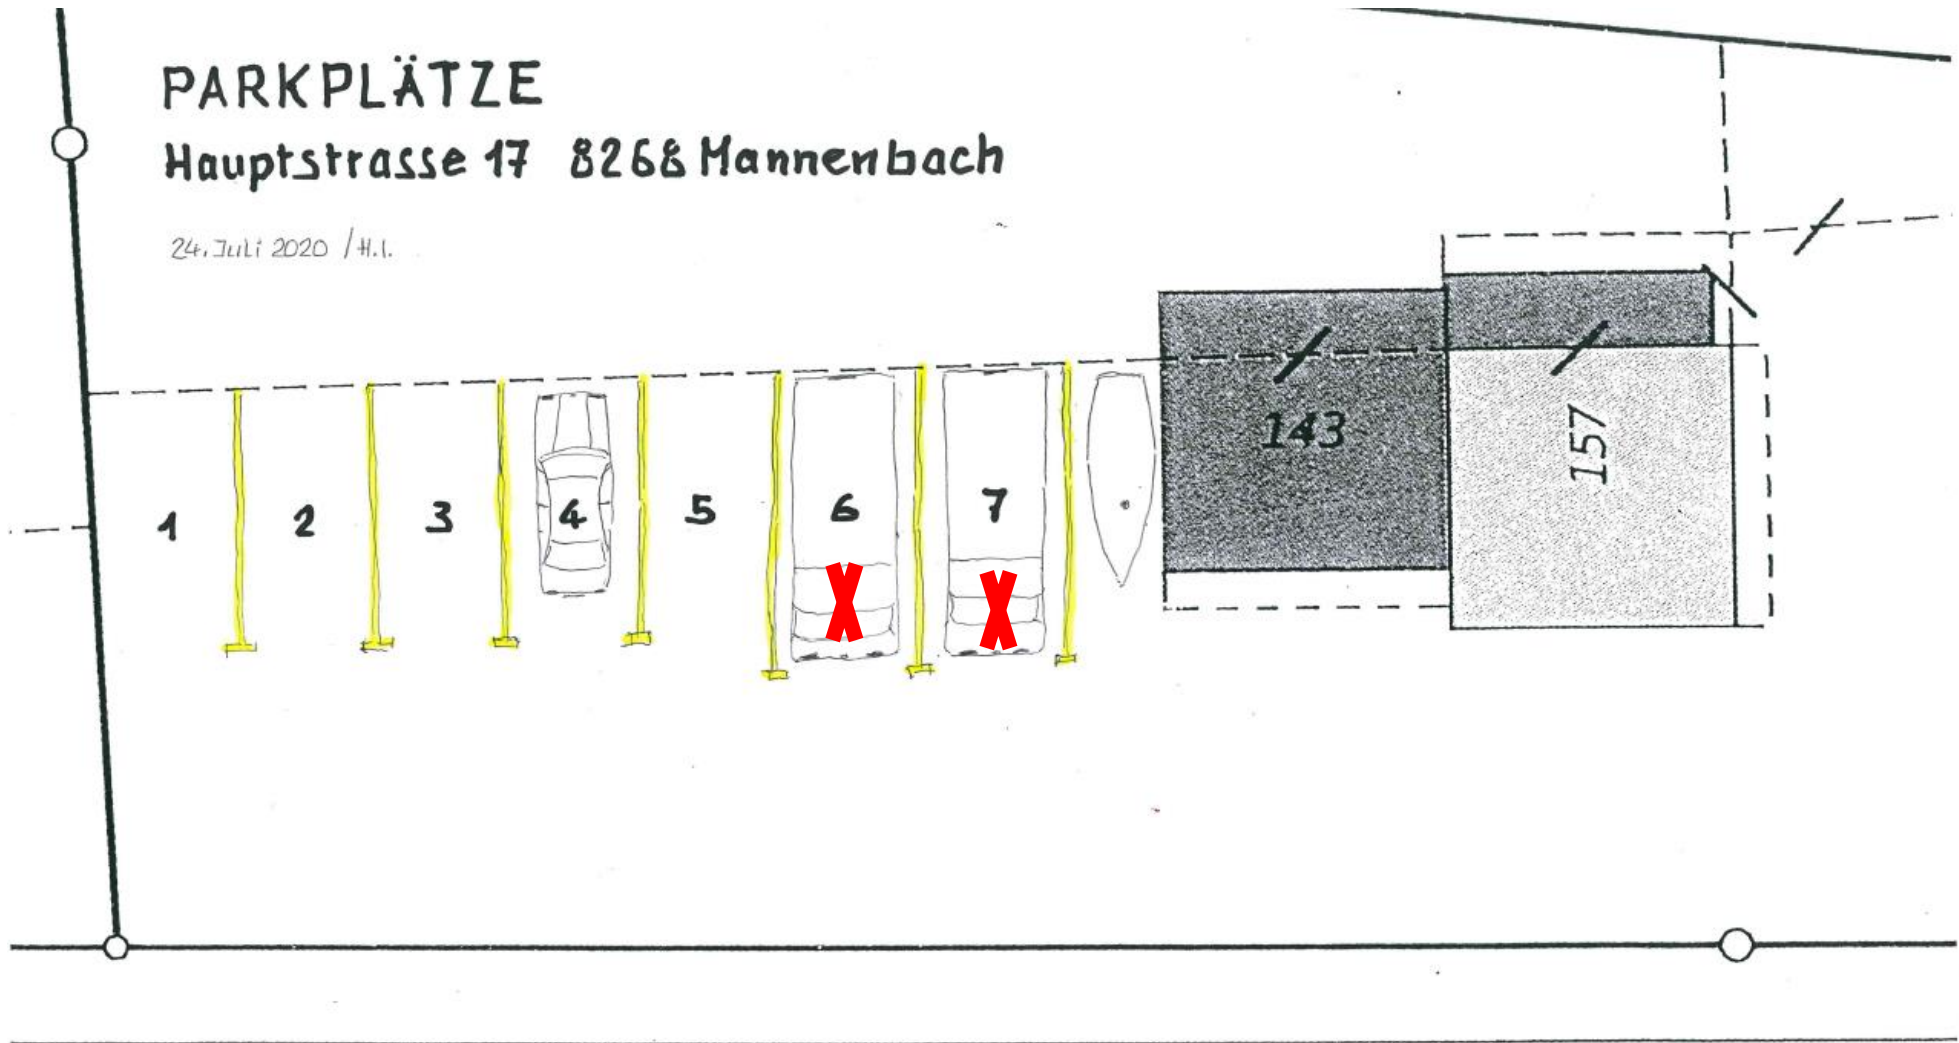 PARKPLÄTZE
Hauptstrasse 17 8268 Mannenbach
24. Juli 2020 / H.I.
143
157
1 2 3 4 5 6 7